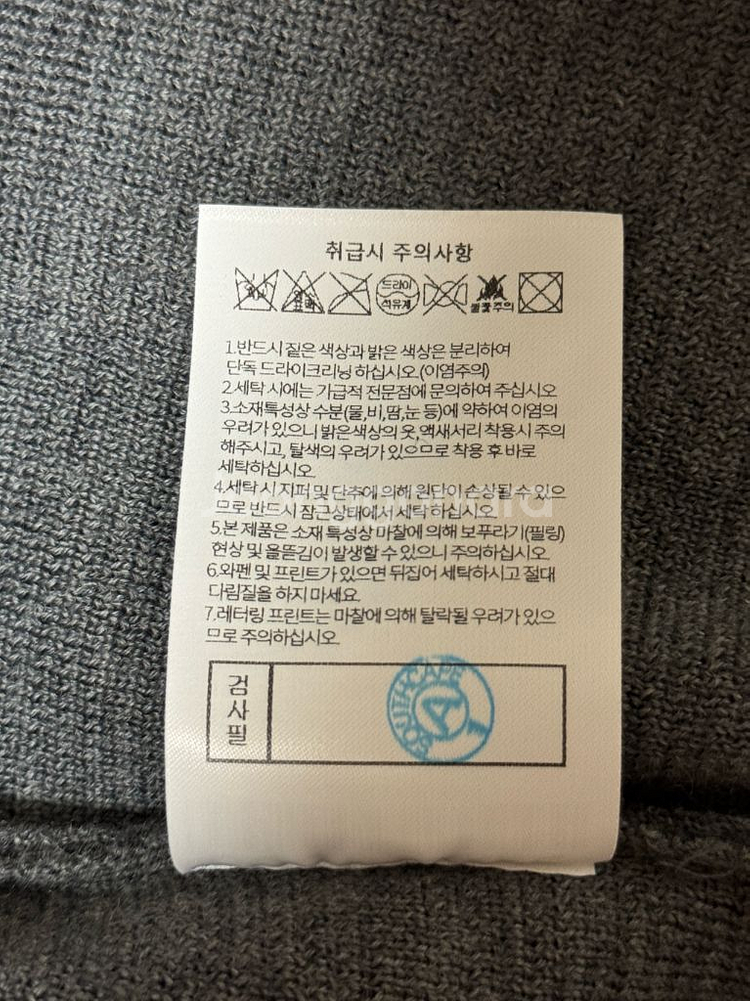 취급시 주의사항
드라이
석유계
불꽃주의
1.반드시 짙은 색상과 밝은 색상은 분리하여
단독 드라이크리닝 하십시오.(이염주의)
2.세탁 시에는 가급적 전문점에 문의하여 주십시오
3.소재특성상 수분(물,비,땀,눈 등)에 약하여 이염의
우려가 있으니 밝은색상의 옷,액새서리 착용시 주의
해주시고, 탈색의 우려가 있으므로 착용 후 바로
세탁하십시오.
4.세탁 시 지퍼 및 단추에 의해 원단이 손상될 수 있으
므로 반드시 잠근상태에서 세탁하십시오.
5.본 제품은 소재 특성상 마찰에 의해 보푸라기(필링)
현상 및 올뜯김이 발생할 수 있으니 주의하십시오
6.와펜 및 프린트가 있으면 뒤집어 세탁하시고 절대
다림질을 하지 마세요.
7.레터링 프린트는 마찰에 의해 탈락될 우려가 있으
므로 주의하십시오.
검사필
SOUTHCAPE
A